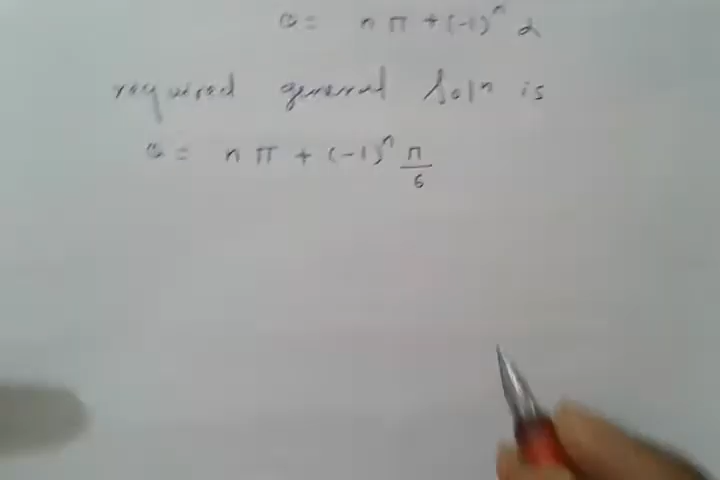 θ = nπ + (-1)ⁿ α
required general Solⁿ is
θ = nπ + (-1)ⁿ π/6